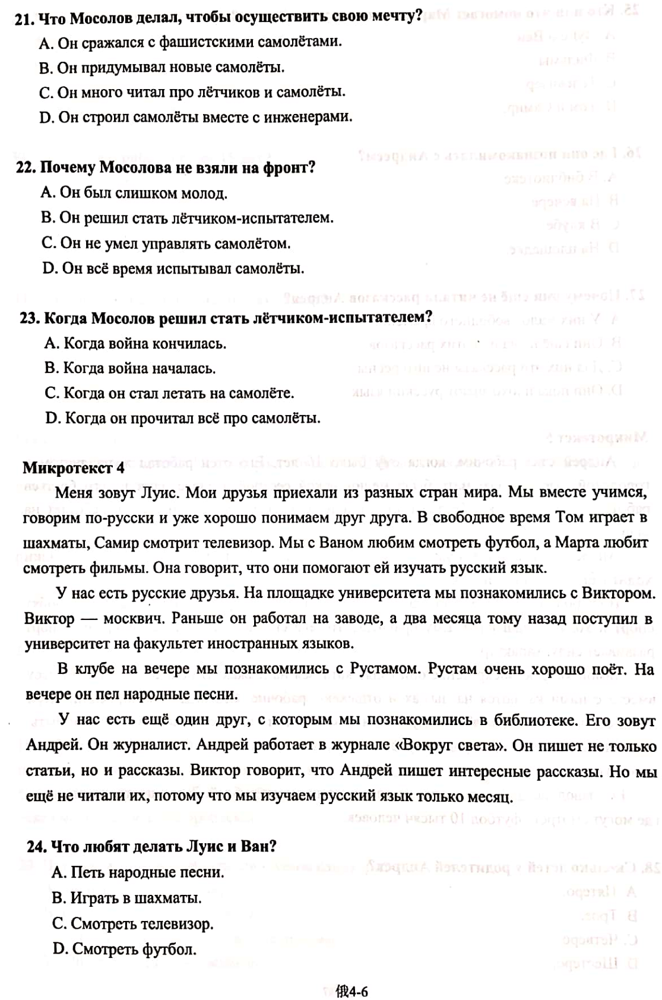 21. Что Мосолов делал, чтобы осуществить свою мечту?
A. Он сражался с фашистскими самолётами.
B. Он придумывал новые самолёты.
C. Он много читал про лётчиков и самолёты.
D. Он строил самолёты вместе с инженерами.
22. Почему Мосолова не взяли на фронт?
A. Он был слишком молод.
B. Он решил стать лётчиком-испытателем.
C. Он не умел управлять самолётом.
D. Он всё время испытывал самолёты.
23. Когда Мосолов решил стать лётчиком-испытателем?
A. Когда война кончилась.
B. Когда война началась.
C. Когда он стал летать на самолёте.
D. Когда он прочитал всё про самолёты.
Микротекст 4
Меня зовут Луис. Мои друзья приехали из разных стран мира. Мы вместе учимся,
говорим по-русски и уже хорошо понимаем друг друга. В свободное время Том играет в
шахматы, Самир смотрит телевизор. Мы с Ваном любим смотреть футбол, а Марта любит
смотреть фильмы. Она говорит, что они помогают ей изучать русский язык.
У нас есть русские друзья. На площадке университета мы познакомились с Виктором.
Виктор — москвич. Раньше он работал на заводе, а два месяца тому назад поступил в
университет на факультет иностранных языков.
В клубе на вечере мы познакомились с Рустамом. Рустам очень хорошо поёт. На
вечере он пел народные песни.
У нас есть ещё один друг, с которым мы познакомились в библиотеке. Его зовут
Андрей. Он журналист. Андрей работает в журнале «Вокруг света». Он пишет не только
статьи, но и рассказы. Виктор говорит, что Андрей пишет интересные рассказы. Но мы
ещё не читали их, потому что мы изучаем русский язык только месяц.
24. Что любят делать Луис и Ван?
A. Петь народные песни.
B. Играть в шахматы.
C. Смотреть телевизор.
D. Смотреть футбол.
俄4-6